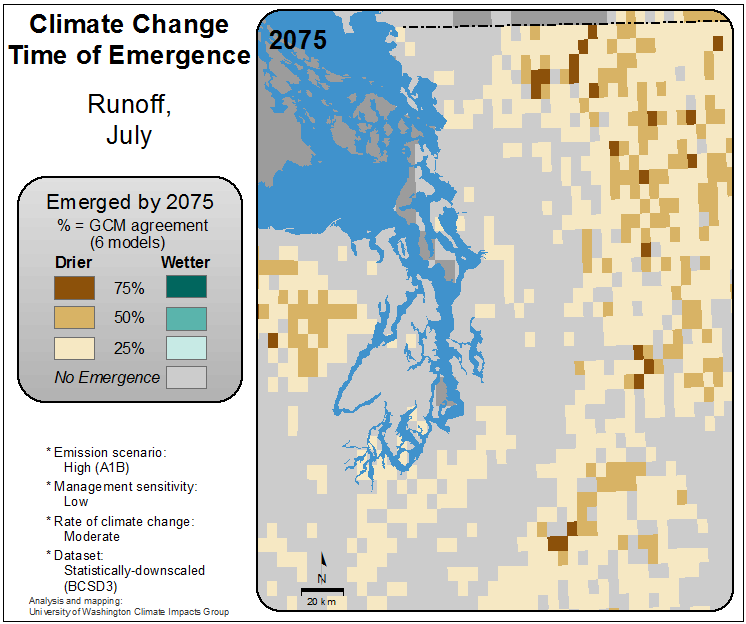 Climate Change
Time of Emergence
Runoff,
July
Emerged by 2075
% = GCM agreement
(6 models)
Drier Wetter
75%
50%
25%
No Emergence
* Emission scenario:
High (A1B)
* Management sensitivity:
Low
* Rate of climate change:
Moderate
* Dataset:
Statistically-downscaled
(BCSD3)
Analysis and mapping:
University of Washington Climate Impacts Group
2075
N
20 km